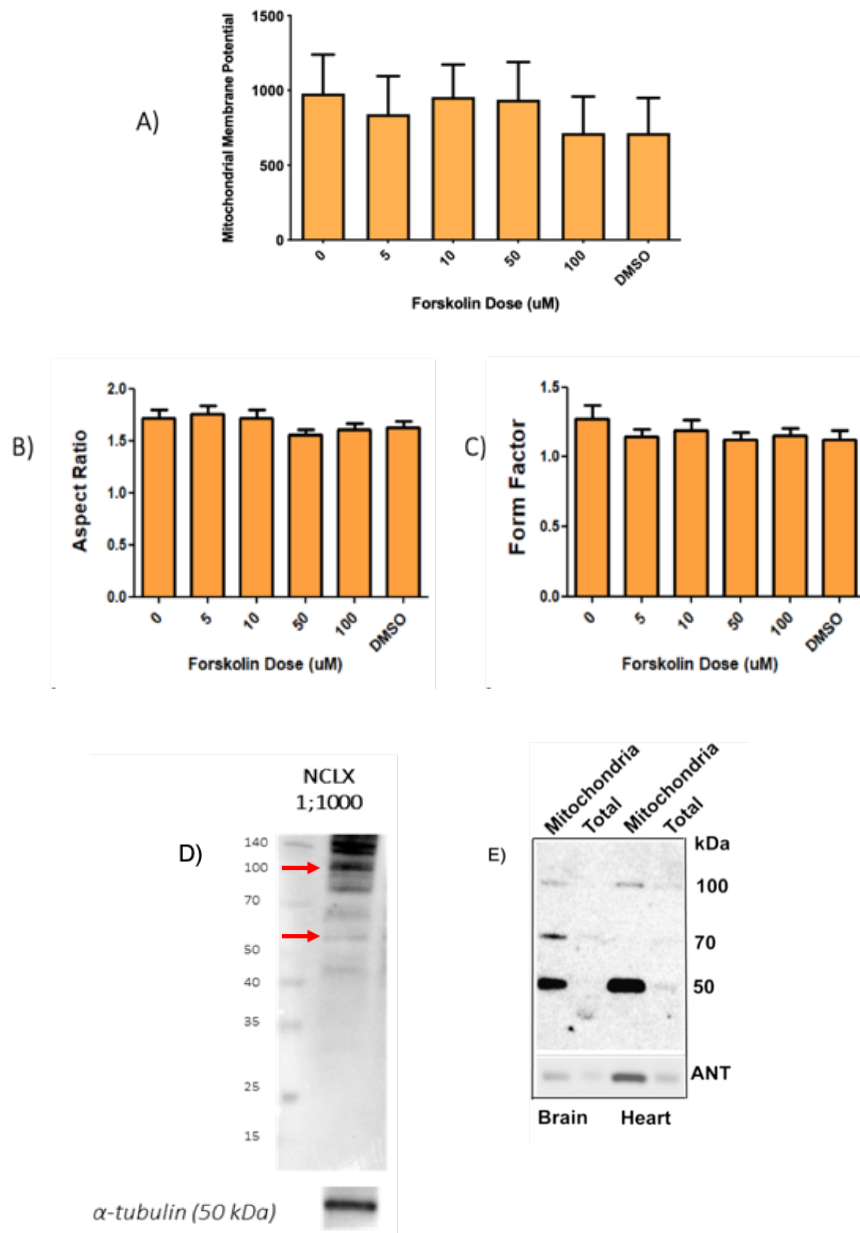 A)
Mitochondrial Membrane Potential
1500
1000
500
0
0 5 10 50 100 DMSO
Forskolin Dose (uM)
B)
Aspect Ratio
2.0
1.5
1.0
0.5
0.0
0 5 10 50 100 DMSO
Forskolin Dose (uM)
C)
Form Factor
1.5
1.0
0.5
0.0
0 5 10 50 100 DMSO
Forskolin Dose (uM)
D)
NCLX
1;1000
140
100
70
50
40
35
25
15
α-tubulin (50 kDa)
E)
Mitochondria Total Mitochondria Total
kDa
100
70
50
ANT
Brain Heart